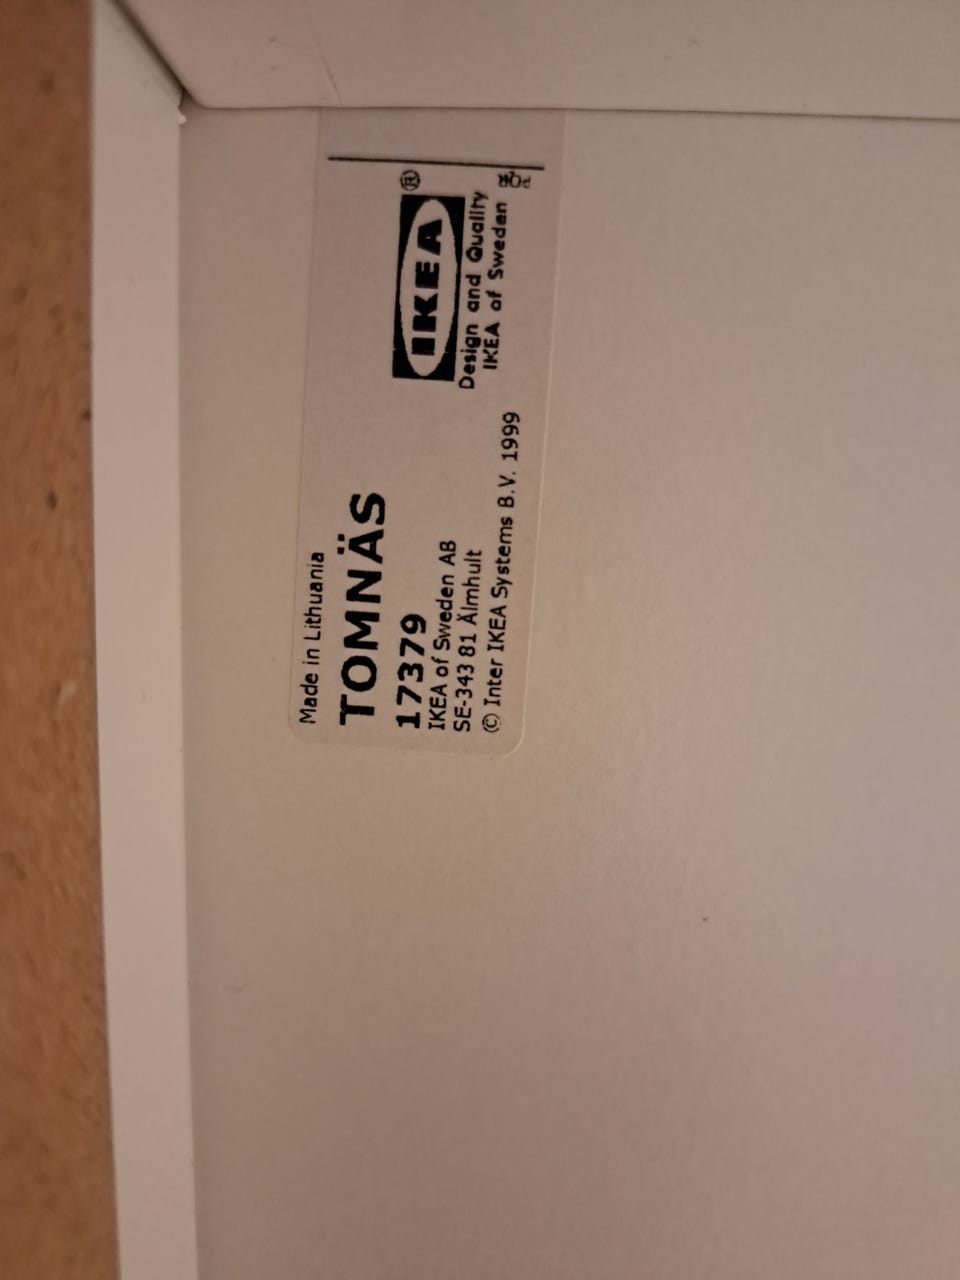 Made in Lithuania
TOMNÄS
17379
IKEA of Sweden AB
SE-343 81 Älmhult
© Inter IKEA Systems B.V. 1999
IKEA®
Design and Quality
IKEA of Sweden